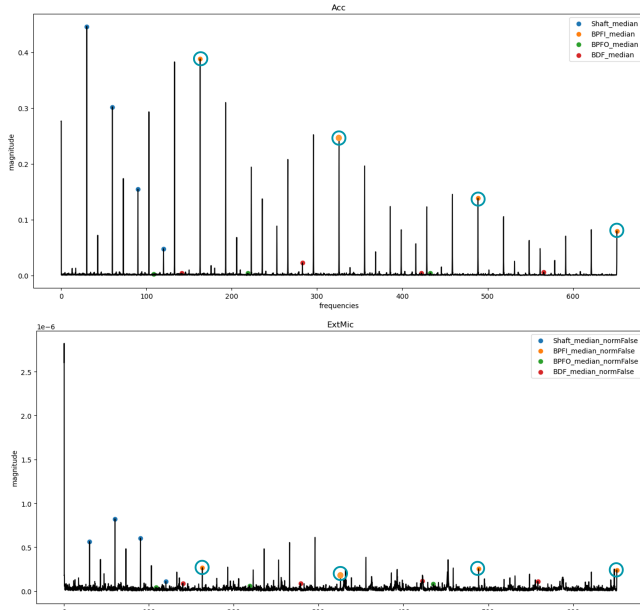 Acc
Shaft_median
BPFI_median
BPFO_median
BDF_median
magnitude
0.4
0.3
0.2
0.1
0.0
0 100 200 300 400 500 600
frequencies
ExtMic
1e-6
Shaft_median_normFalse
BPFI_median_normFalse
BPFO_median_normFalse
BDF_median_normFalse
magnitude
2.5
2.0
1.5
1.0
0.5
0.0